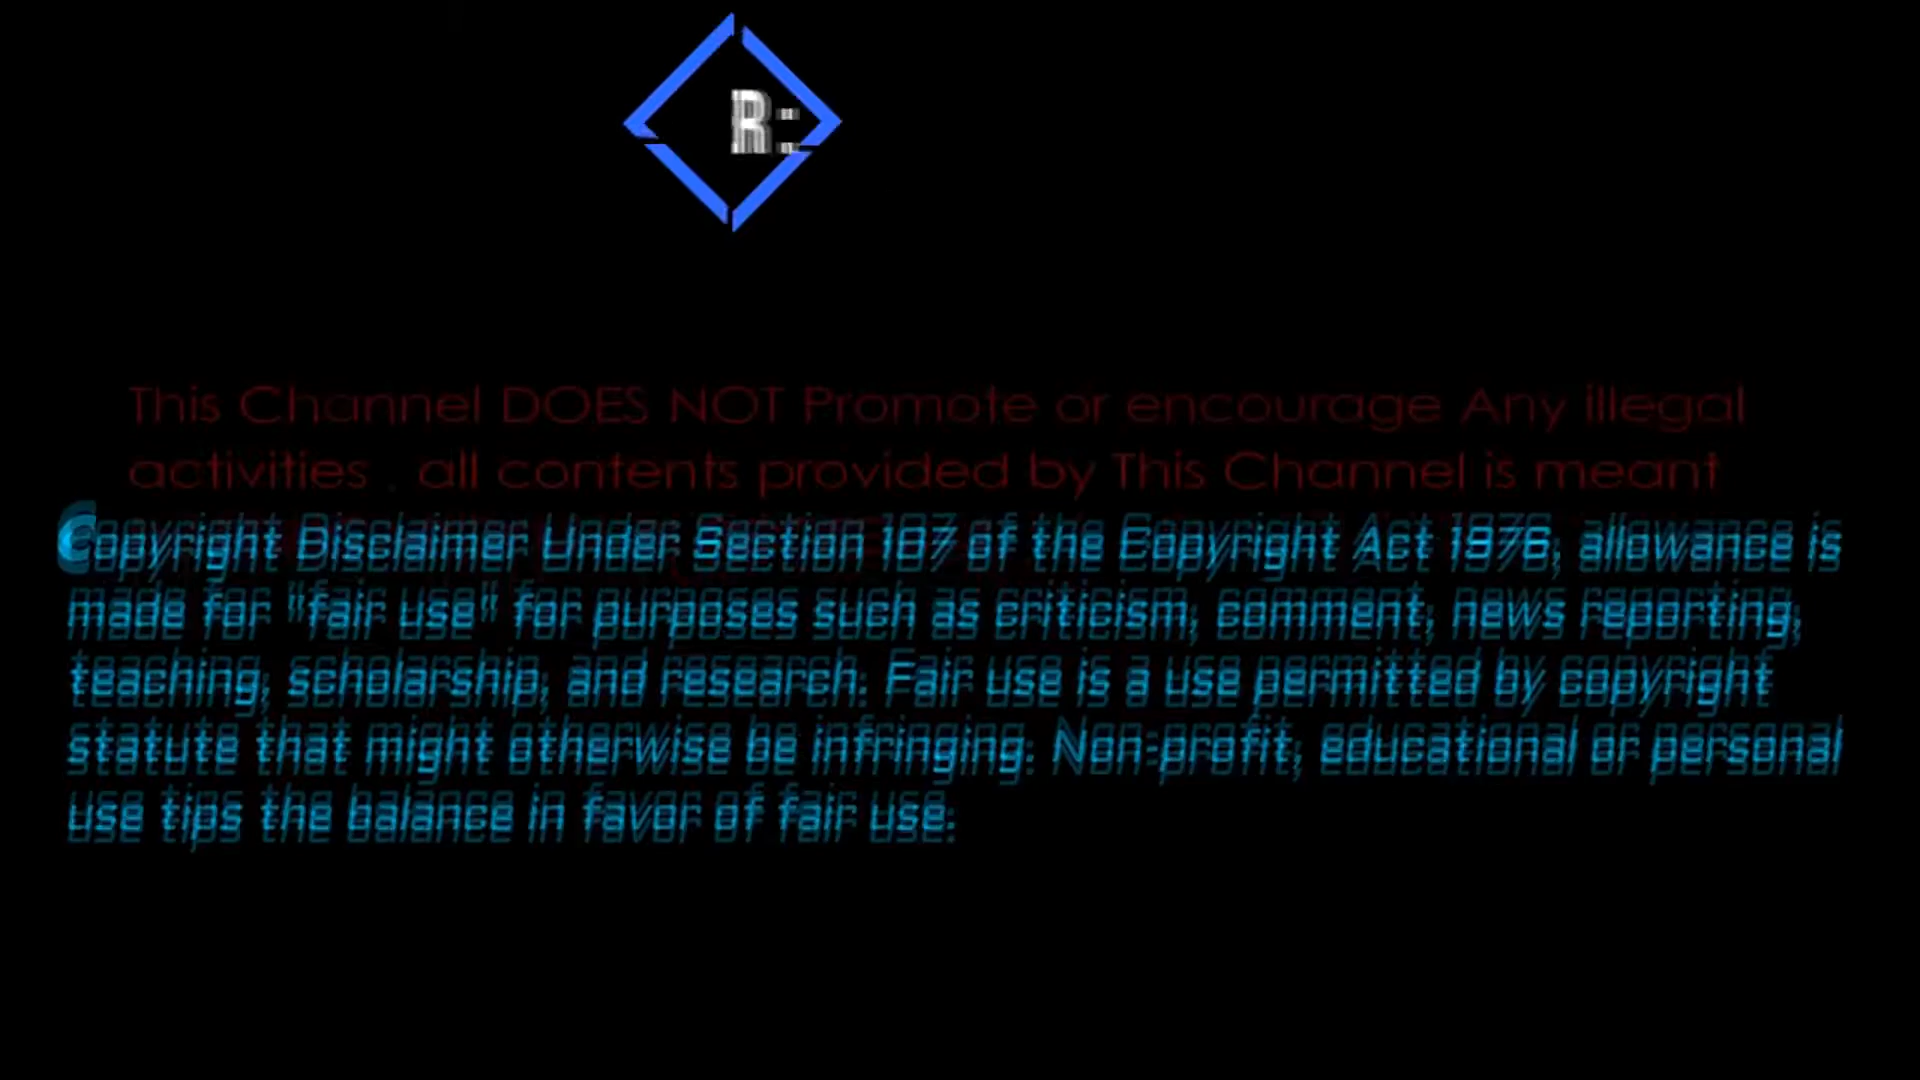 R:
This Channel DOES NOT Promote or encourage Any illegal
activities . all contents provided by This Channel is meant
Copyright Disclaimer Under Section 107 of the Copyright Act 1976, allowance is
made for "fair use" for purposes such as criticism, comment, news reporting,
teaching, scholarship, and research. Fair use is a use permitted by copyright
statute that might otherwise be infringing. Non-profit, educational or personal
use tips the balance in favor of fair use.